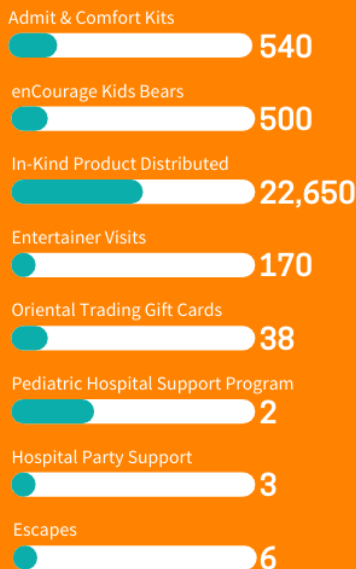 Admit & Comfort Kits
540
enCourage Kids Bears
500
In-Kind Product Distributed
22,650
Entertainer Visits
170
Oriental Trading Gift Cards
38
Pediatric Hospital Support Program
2
Hospital Party Support
3
Escapes
6